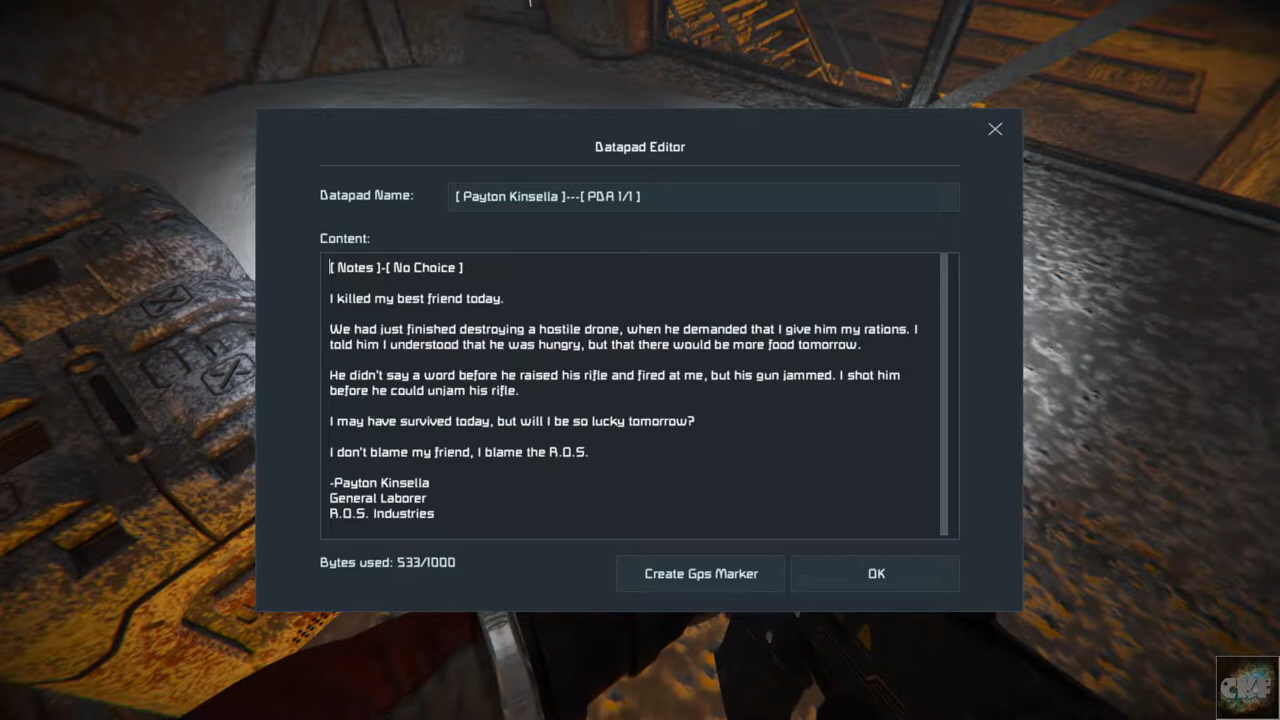 Datapad Editor
Datapad Name:
[ Payton Kinsella ]---[ PDA 1/1 ]
Content:
[ Notes ]-[ No Choice ]
I killed my best friend today.
We had just finished destroying a hostile drone, when he demanded that I give him my rations. I
told him I understood that he was hungry, but that there would be more food tomorrow.
He didn't say a word before he raised his rifle and fired at me, but his gun jammed. I shot him
before he could unjam his rifle.
I may have survived today, but will I be so lucky tomorrow?
I don't blame my friend, I blame the R.O.S.
-Payton Kinsella
General Laborer
R.O.S. Industries
Bytes used: 533/1000
Create Gps Marker
OK